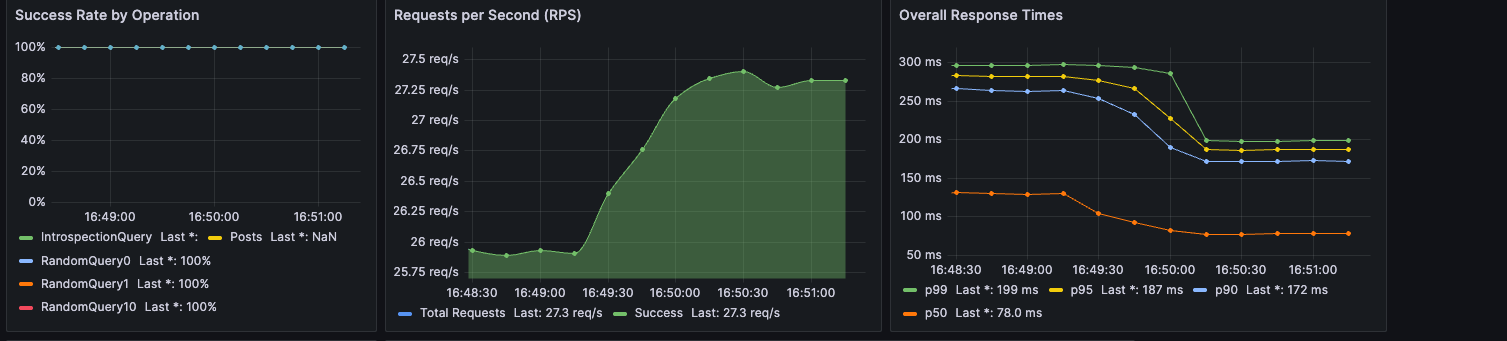 Success Rate by Operation
100%
80%
60%
40%
20%
0%
16:49:00 16:50:00 16:51:00
IntrospectionQuery Last *: Posts Last *: NaN
RandomQuery0 Last *: 100%
RandomQuery1 Last *: 100%
RandomQuery10 Last *: 100%
Requests per Second (RPS)
27.5 req/s
27.25 req/s
27 req/s
26.75 req/s
26.5 req/s
26.25 req/s
26 req/s
25.75 req/s
16:48:30 16:49:00 16:49:30 16:50:00 16:50:30 16:51:00
Total Requests Last: 27.3 req/s Success Last: 27.3 req/s
Overall Response Times
300 ms
250 ms
200 ms
150 ms
100 ms
50 ms
16:48:30 16:49:00 16:49:30 16:50:00 16:50:30 16:51:00
p99 Last *: 199 ms p95 Last *: 187 ms p90 Last *: 172 ms
p50 Last *: 78.0 ms